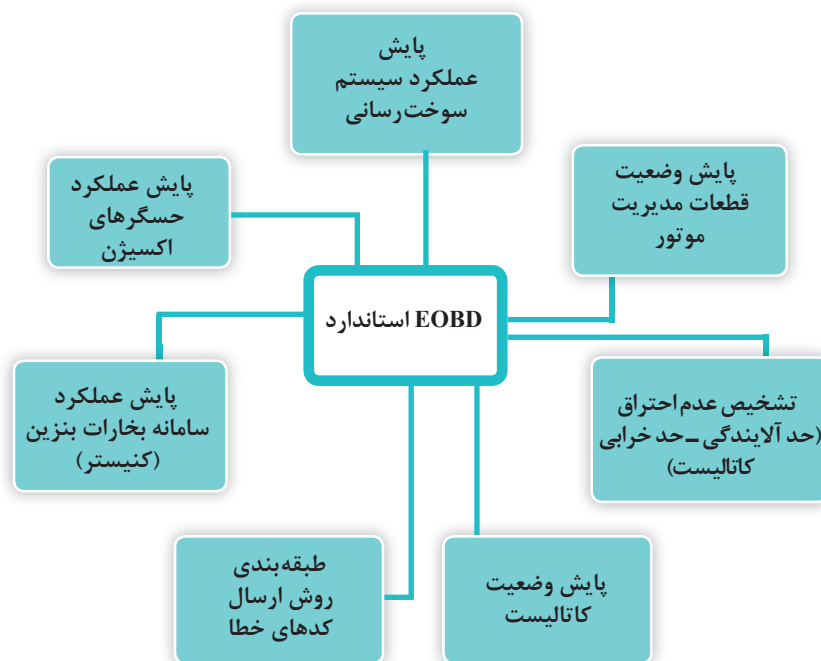 پایش
عملکرد سیستم
سوخت‌رسانی
پایش وضعیت
قطعات مدیریت
موتور
پایش عملکرد
حسگرهای
اکسیژن
استاندارد EOBD
تشخیص عدم احتراق
(حد آلایندگی ـ حد خرابی
کاتالیست)
پایش عملکرد
سامانه بخارات بنزین
(کنیستر)
پایش وضعیت
کاتالیست
طبقه‌بندی
روش ارسال
کدهای خطا